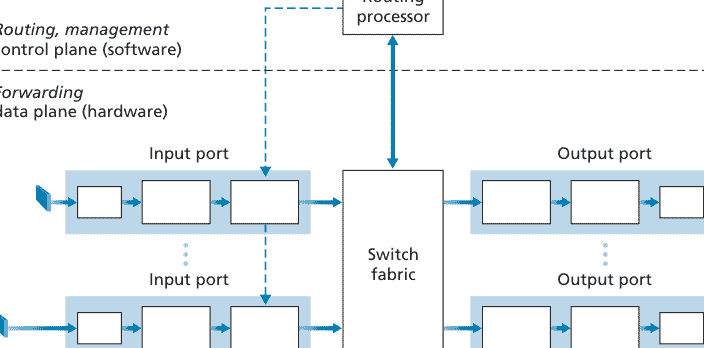 Routing
processor
Routing, management
control plane (software)
Forwarding
data plane (hardware)
Input port
Output port
Switch
fabric
Input port
Output port